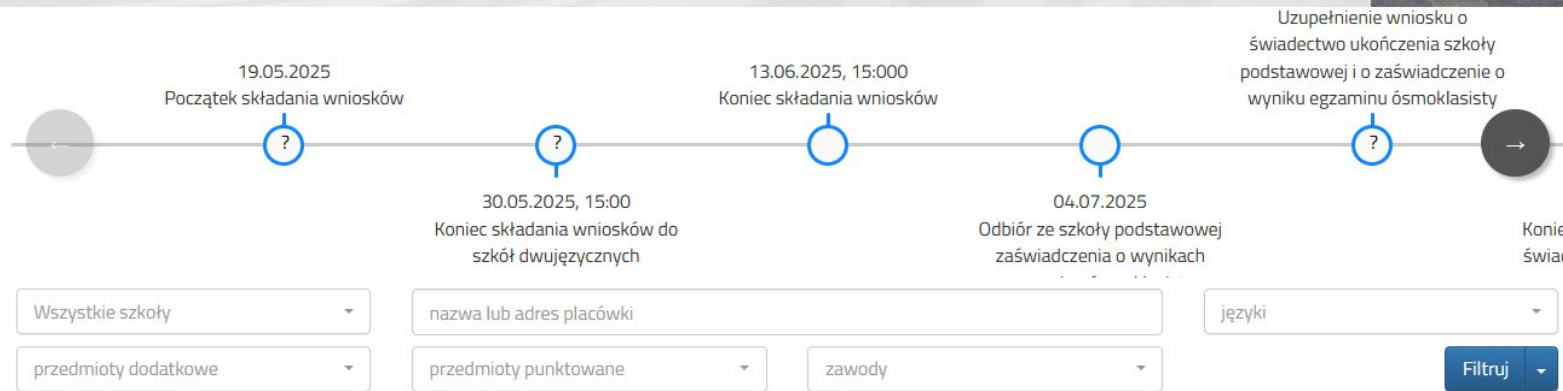 19.05.2025
Początek składania wniosków
?
30.05.2025, 15:00
Koniec składania wniosków do
szkół dwujęzycznych
?
13.06.2025, 15:000
Koniec składania wniosków
04.07.2025
Odbiór ze szkoły podstawowej
zaświadczenia o wynikach
Uzupełnienie wniosku o
świadectwo ukończenia szkoły
podstawowej i o zaświadczenie o
wyniku egzaminu ósmoklasisty
?
←
→
Wszystkie szkoły
nazwa lub adres placówki
języki
przedmioty dodatkowe
przedmioty punktowane
zawody
Filtruj